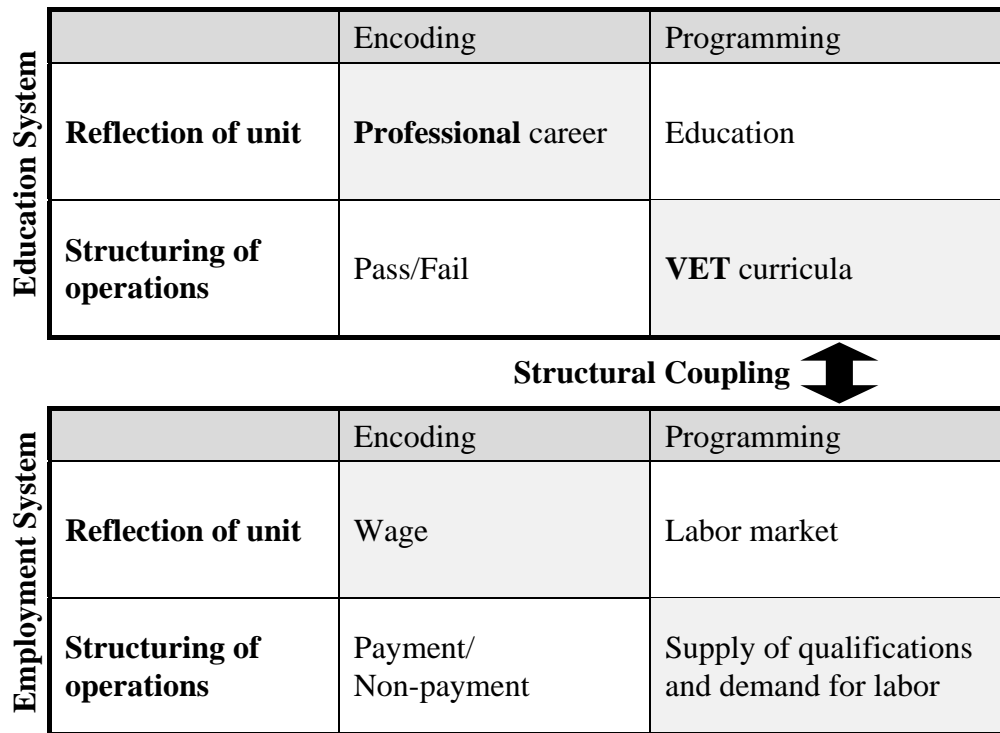 Education System
Encoding
Programming
Reflection of unit
Professional career
Education
Structuring of
operations
Pass/Fail
VET curricula
Structural Coupling
Employment System
Encoding
Programming
Reflection of unit
Wage
Labor market
Structuring of
operations
Payment/
Non-payment
Supply of qualifications
and demand for labor